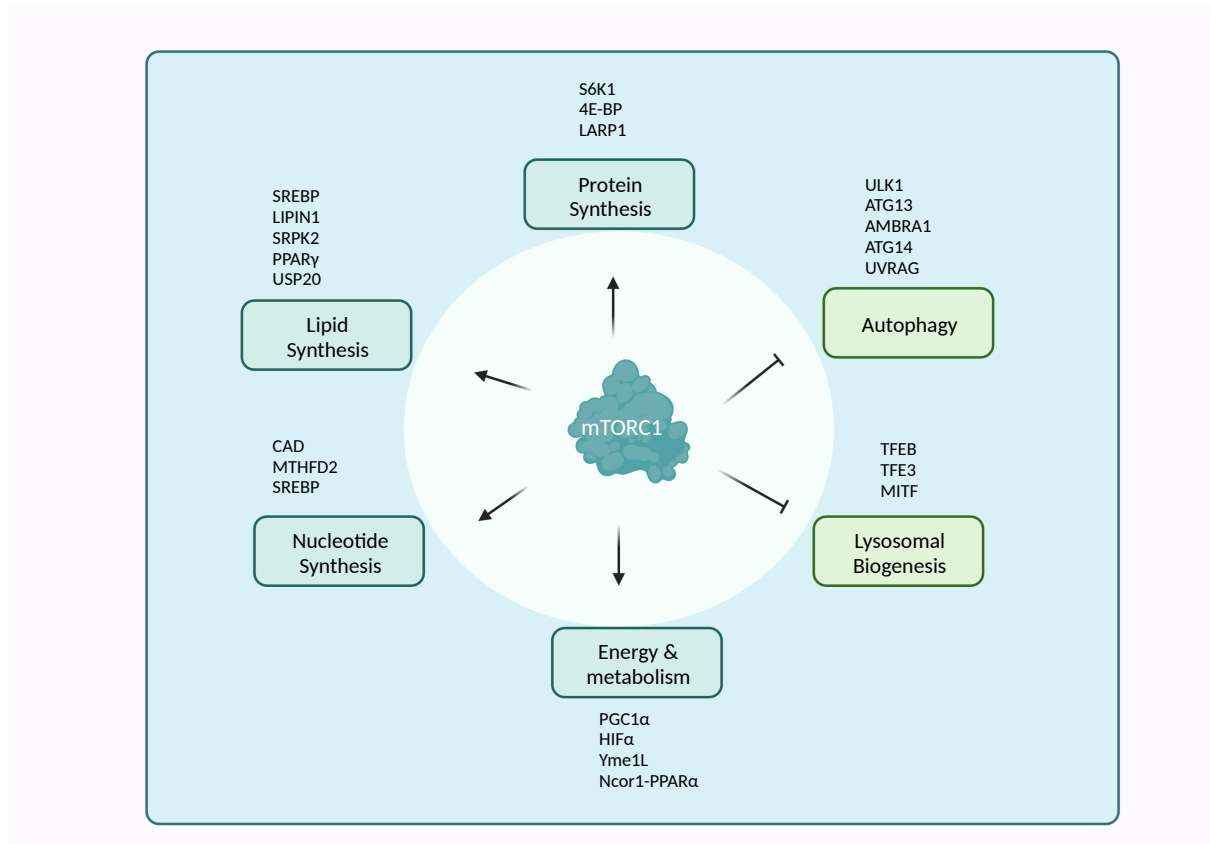 S6K1
4E-BP
LARP1
Protein
Synthesis
ULK1
ATG13
AMBRA1
ATG14
UVRAG
Autophagy
SREBP
LIPIN1
SRPK2
PPARγ
USP20
Lipid
Synthesis
mTORC1
CAD
MTHFD2
SREBP
Nucleotide
Synthesis
TFEB
TFE3
MITF
Lysosomal
Biogenesis
Energy &
metabolism
PGC1α
HIFα
Yme1L
Ncor1-PPARα